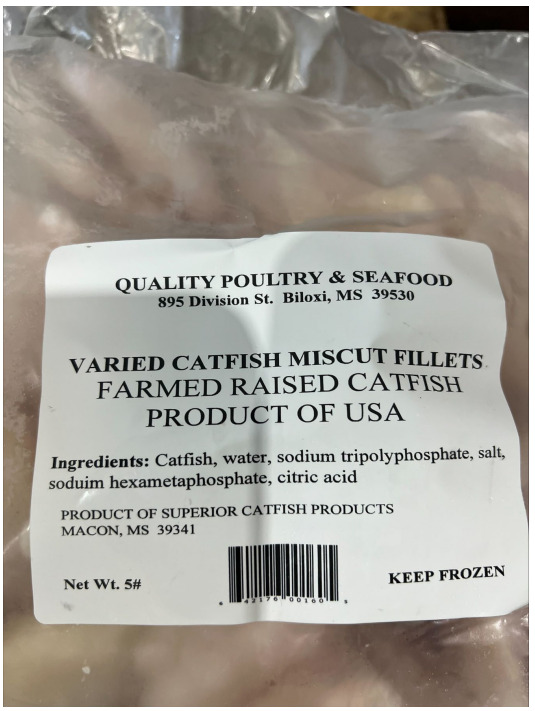 QUALITY POULTRY & SEAFOOD
895 Division St. Biloxi, MS 39530
VARIED CATFISH MISCUT FILLETS
FARMED RAISED CATFISH
PRODUCT OF USA
Ingredients: Catfish, water, sodium tripolyphosphate, salt,
soduim hexametaphosphate, citric acid
PRODUCT OF SUPERIOR CATFISH PRODUCTS
MACON, MS 39341
Net Wt. 5#
KEEP FROZEN
42176 00160